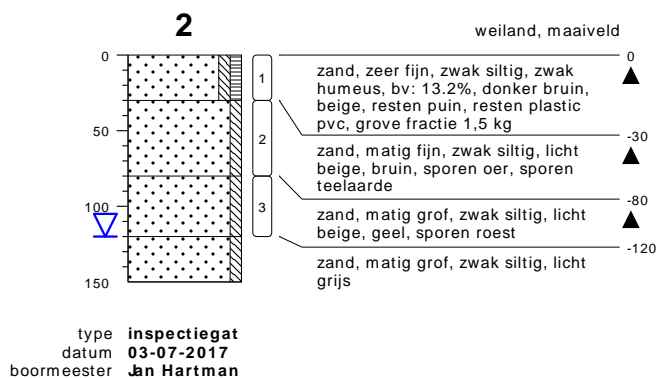 2
weiland, maaiveld
0
0
1
zand, zeer fijn, zwak siltig, zwak
humeus, bv: 13.2%, donker bruin,
beige, resten puin, resten plastic
pvc, grove fractie 1,5 kg
-30
50
2
zand, matig fijn, zwak siltig, licht
beige, bruin, sporen oer, sporen
teelaarde
-80
100
3
zand, matig grof, zwak siltig, licht
beige, geel, sporen roest
-120
zand, matig grof, zwak siltig, licht
grijs
150
type inspectiegat
datum 03-07-2017
boormeester Jan Hartman